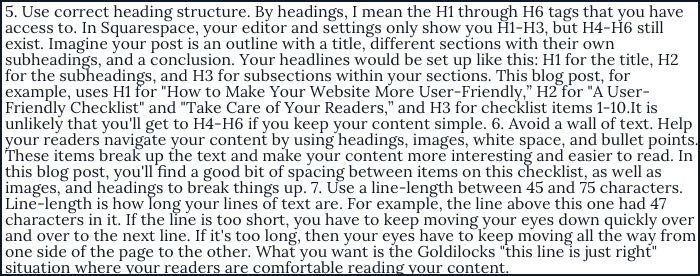 5. Use correct heading structure. By headings, I mean the H1 through H6 tags that you have
access to. In Squarespace, your editor and settings only show you H1-H3, but H4-H6 still
exist. Imagine your post is an outline with a title, different sections with their own
subheadings, and a conclusion. Your headlines would be set up like this: H1 for the title, H2
for the subheadings, and H3 for subsections within your sections. This blog post, for
example, uses H1 for "How to Make Your Website More User-Friendly,” H2 for "A User-
Friendly Checklist" and "Take Care of Your Readers,” and H3 for checklist items 1-10.It is
unlikely that you'll get to H4-H6 if you keep your content simple. 6. Avoid a wall of text. Help
your readers navigate your content by using headings, images, white space, and bullet points.
These items break up the text and make your content more interesting and easier to read. In
this blog post, you'll find a good bit of spacing between items on this checklist, as well as
images, and headings to break things up. 7. Use a line-length between 45 and 75 characters.
Line-length is how long your lines of text are. For example, the line above this one had 47
characters in it. If the line is too short, you have to keep moving your eyes down quickly over
and over to the next line. If it's too long, then your eyes have to keep moving all the way from
one side of the page to the other. What you want is the Goldilocks "this line is just right"
situation where your readers are comfortable reading your content.